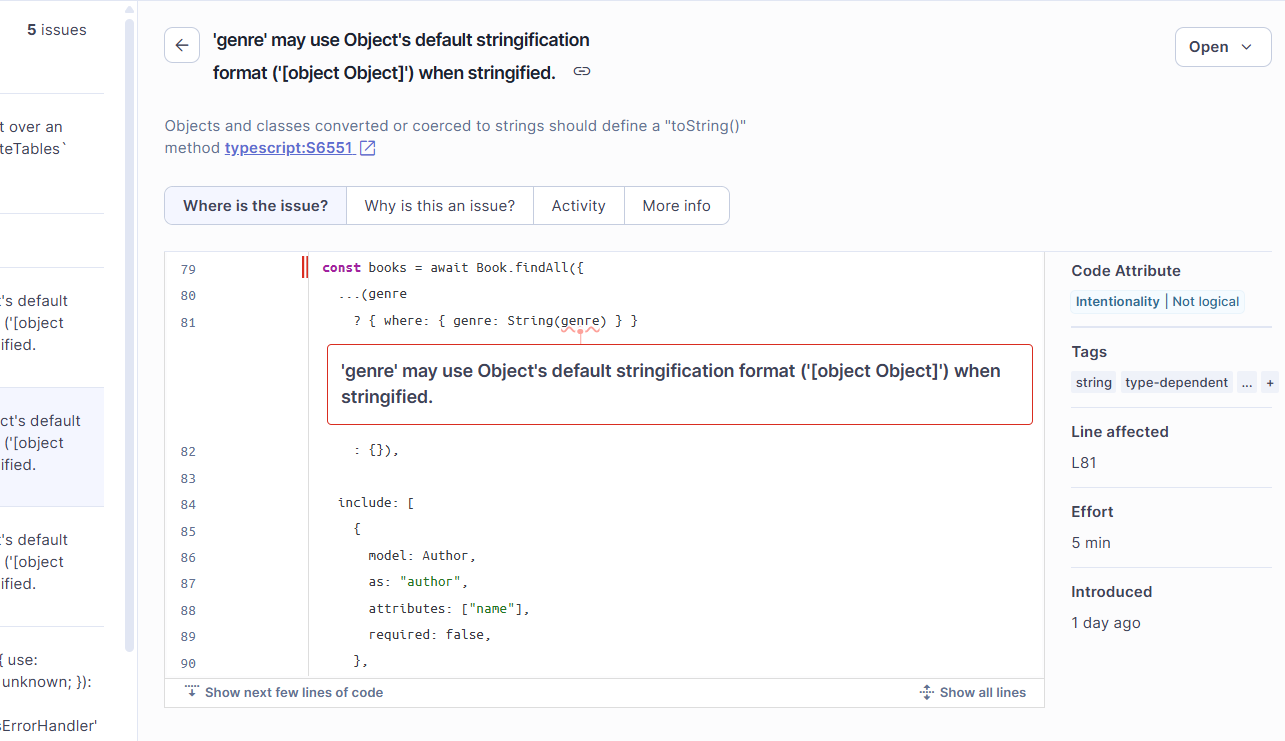 5 issues
t over an
teTables`
t's default
('[object
ified.
ct's default
('[object
ified.
t's default
('[object
ified.
{ use:
unknown; }):
sErrorHandler'
'genre' may use Object's default stringification
format ('[object Object]') when stringified.
Open
Objects and classes converted or coerced to strings should define a "toString()"
method typescript:S6551
Where is the issue?
Why is this an issue?
Activity
More info
79 const books = await Book.findAll({
80 ...(genre
81 ? { where: { genre: String(genre) } }
'genre' may use Object's default stringification format ('[object Object]') when
stringified.
82 : {}),
83
84 include: [
85 {
86 model: Author,
87 as: "author",
88 attributes: ["name"],
89 required: false,
90 },
Show next few lines of code
Show all lines
Code Attribute
Intentionality | Not logical
Tags
string type-dependent ... +
Line affected
L81
Effort
5 min
Introduced
1 day ago